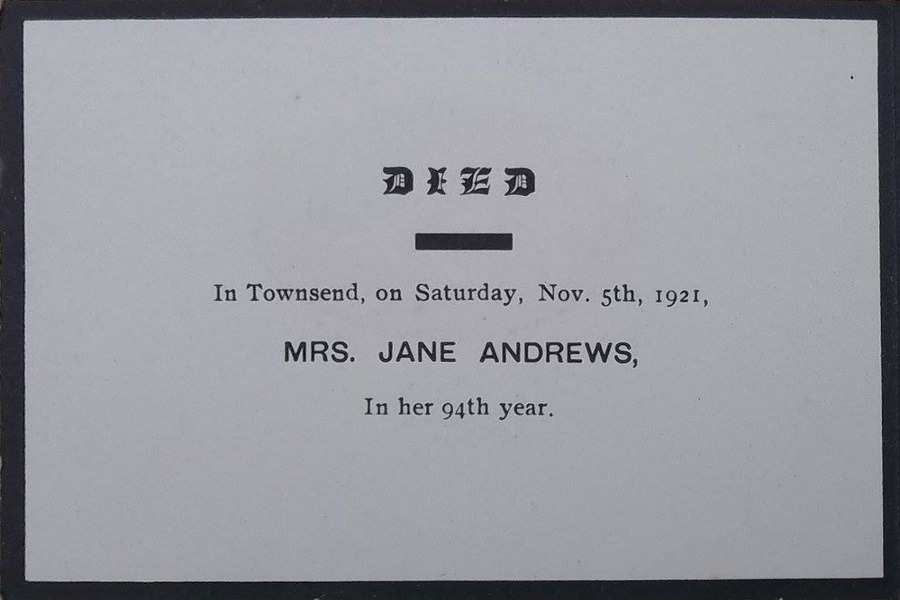 DIED
In Townsend, on Saturday, Nov. 5th, 1921,
MRS. JANE ANDREWS,
In her 94th year.